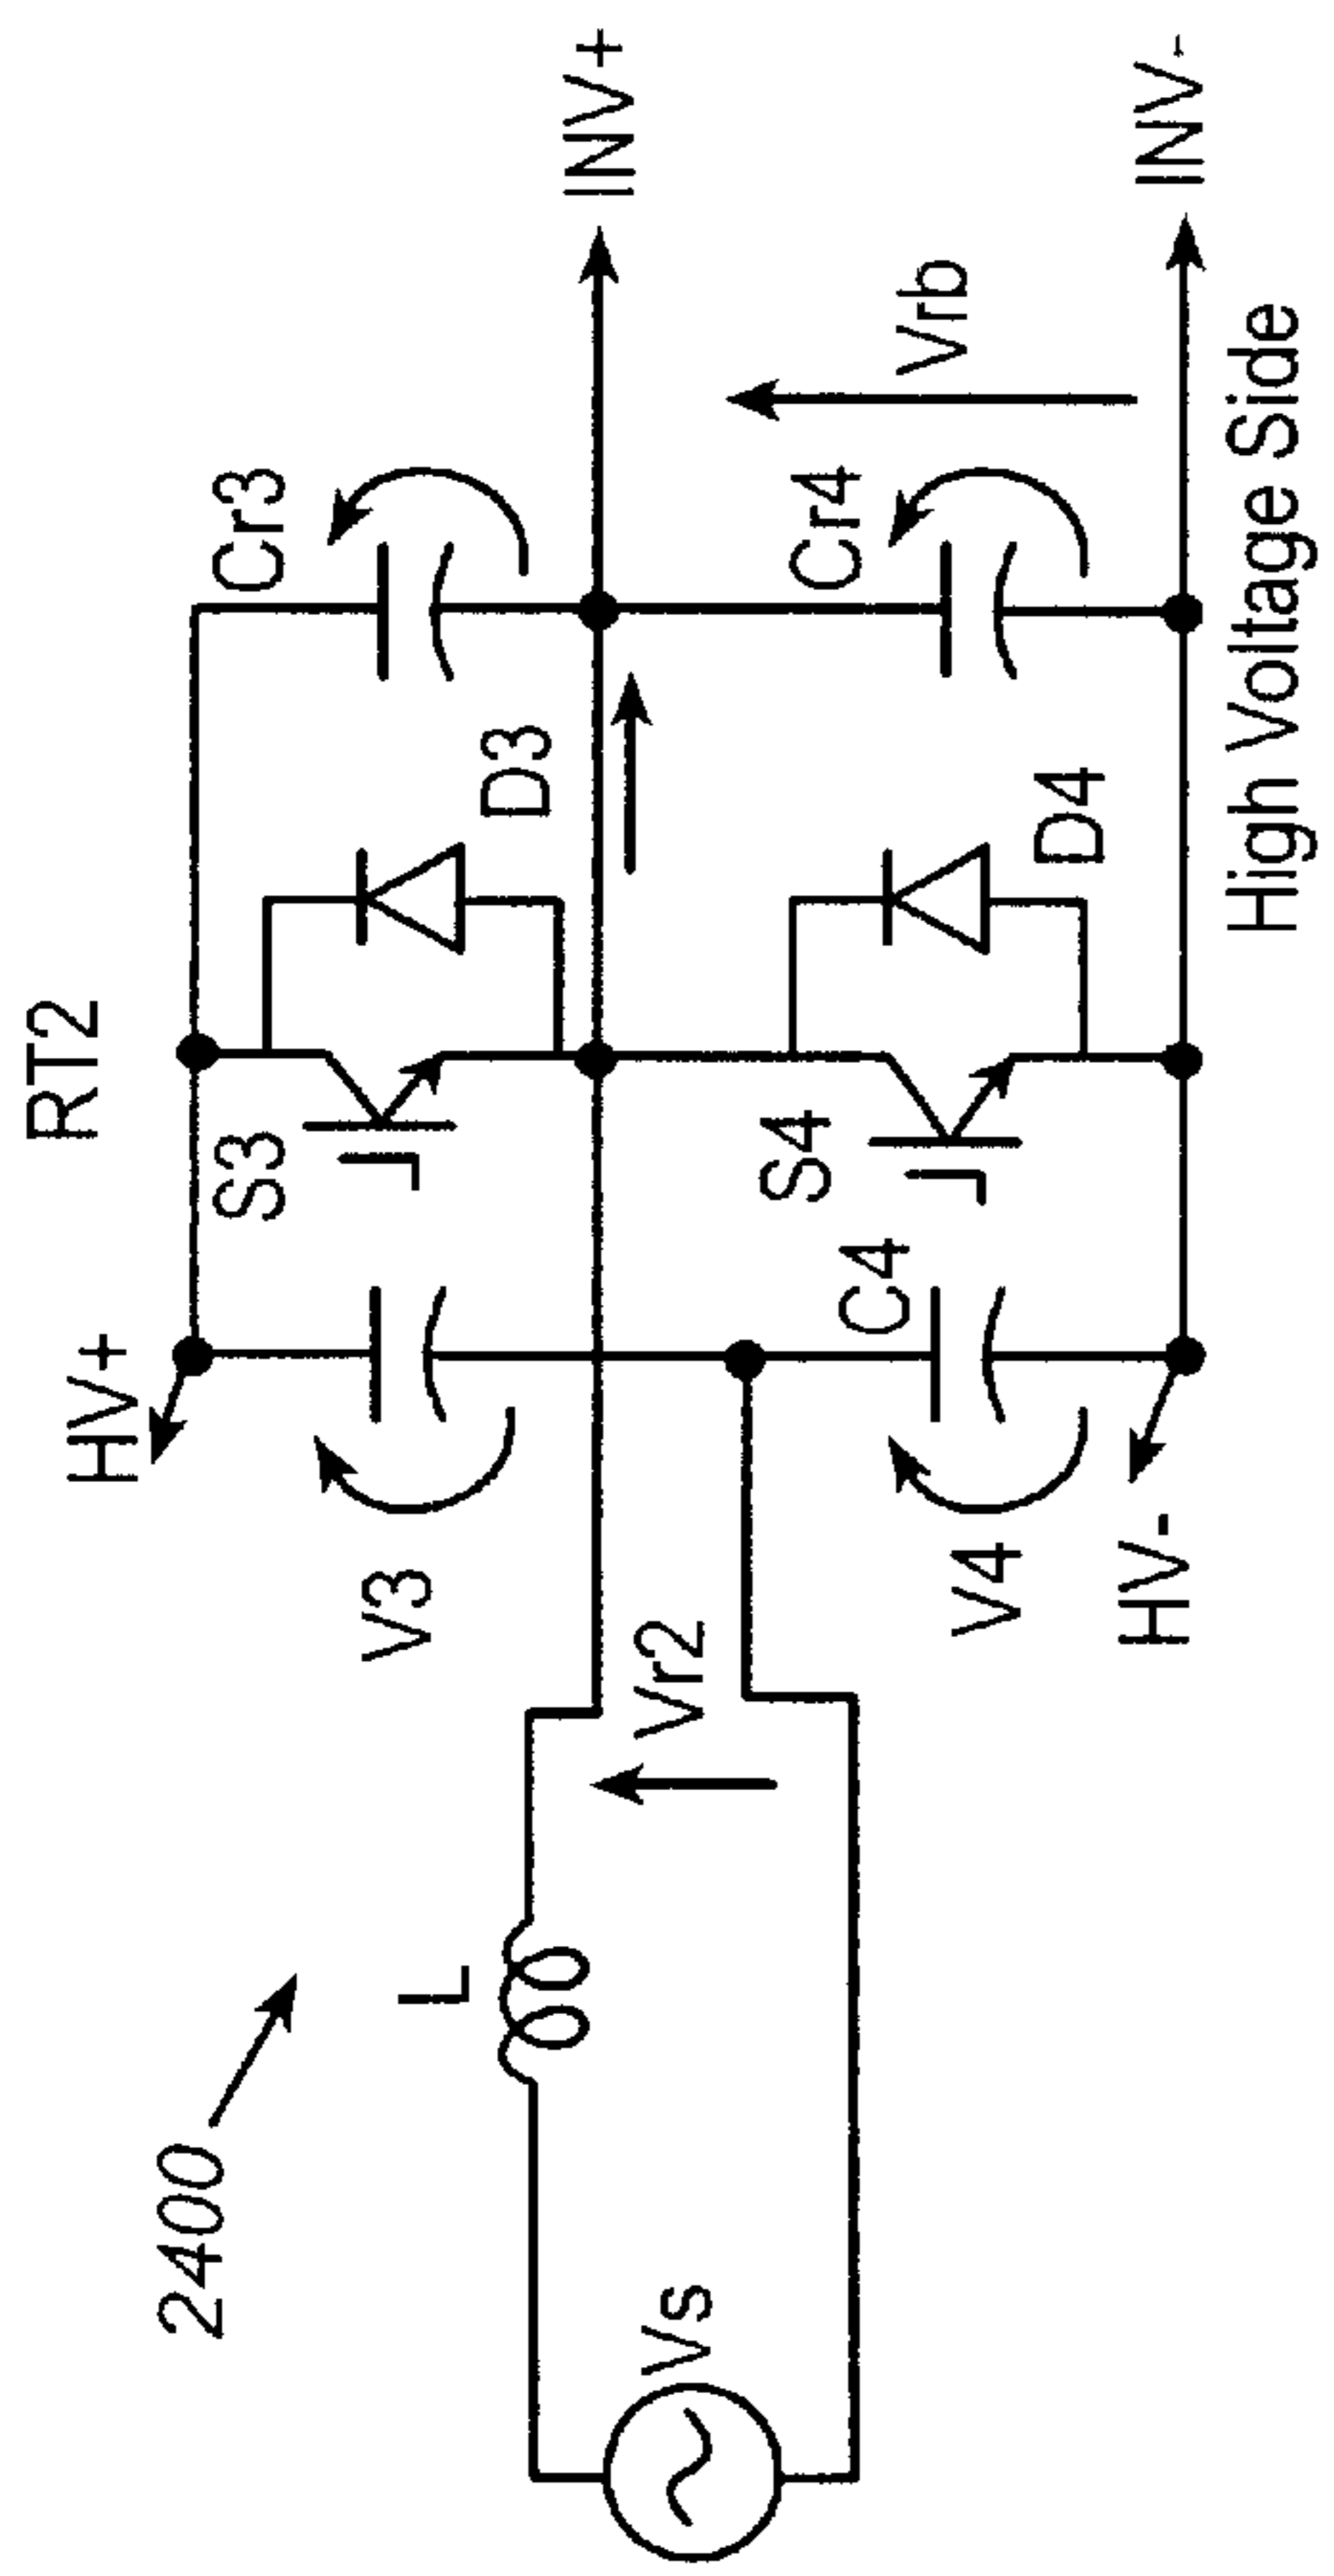 2400
RT2
HV+
S3
Cr3
D3
INV+
L
V3
Vr2
Vs
C4
S4
Cr4
D4
Vrb
V4
HV-
INV-
High Voltage Side